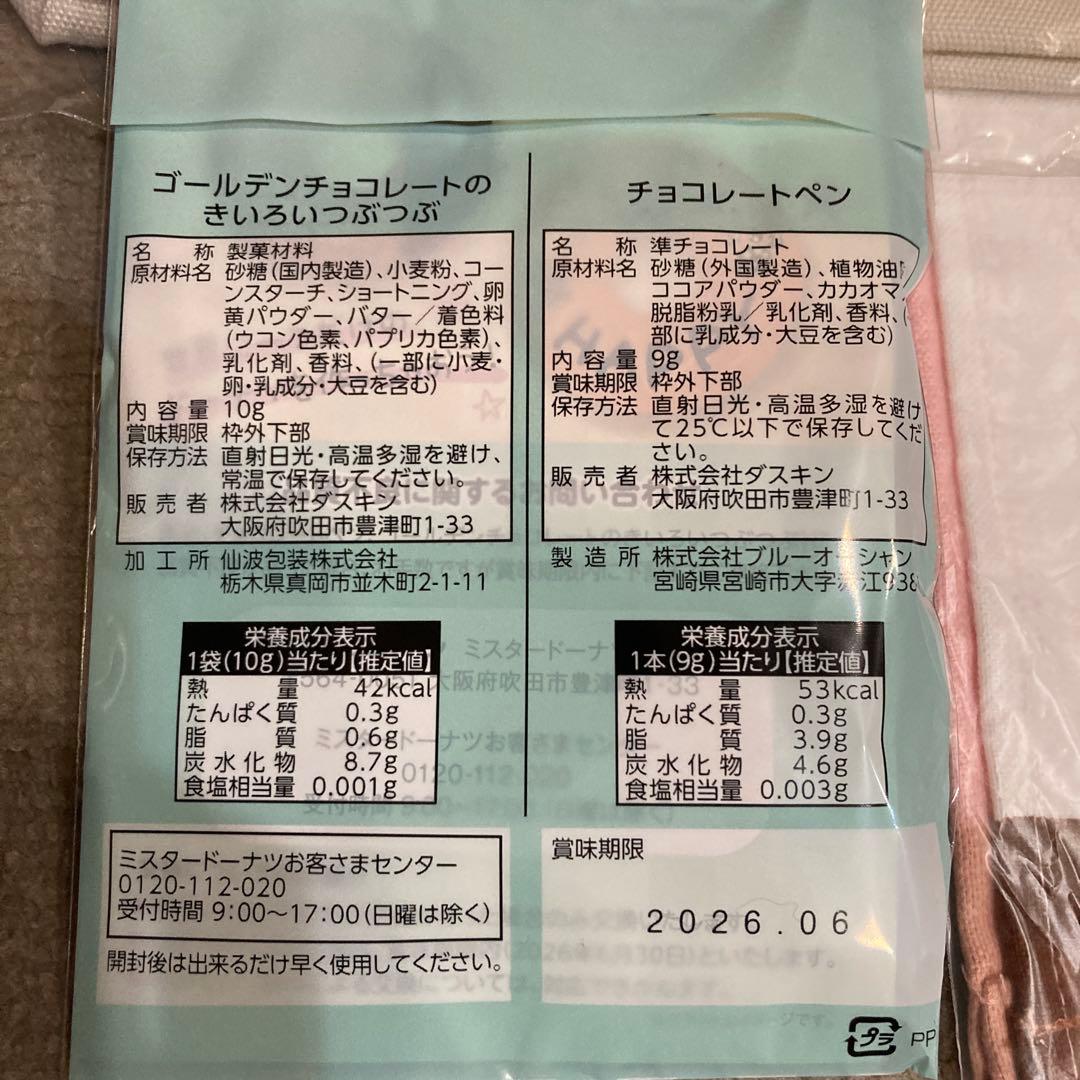 ゴールデンチョコレートの
きいろいつぶつぶ
名称 製菓材料
原材料名 砂糖(国内製造)、小麦粉、コー
ンスターチ、ショートニング、卵
黄パウダー、バター/着色料
(ウコン色素、パプリカ色素)、
乳化剤、香料、(一部に小麦・
卵・乳成分・大豆を含む)
内容量 10g
賞味期限 枠外下部
保存方法 直射日光・高温多湿を避け、
常温で保存してください。
販売者 株式会社ダスキン
大阪府吹田市豊津町1-33
加工所 仙波包装株式会社
栃木県真岡市並木町2-1-11
栄養成分表示
1袋(10g)当たり【推定値】
熱量 42kcal
たんぱく質 0.3g
脂質 0.6g
炭水化物 8.7g
食塩相当量 0.001g
ミスタードーナツお客さまセンター
0120-112-020
受付時間 9:00〜17:00(日曜は除く)
開封後は出来るだけ早く使用してください。
チョコレートペン
名称 準チョコレート
原材料名 砂糖(外国製造)、植物油
ココアパウダー、カカオマ
脱脂粉乳/乳化剤、香料、(
部に乳成分・大豆を含む)
内容量 9g
賞味期限 枠外下部
保存方法 直射日光・高温多湿を避け
て25℃以下で保存してくだ
さい。
販売者 株式会社ダスキン
大阪府吹田市豊津町1-33
製造所 株式会社ブルーオーシャン
宮崎県宮崎市大字赤江938
栄養成分表示
1本(9g)当たり【推定値】
熱量 53kcal
たんぱく質 0.3g
脂質 3.9g
炭水化物 4.6g
食塩相当量 0.003g
賞味期限
2026.06
プラ PP